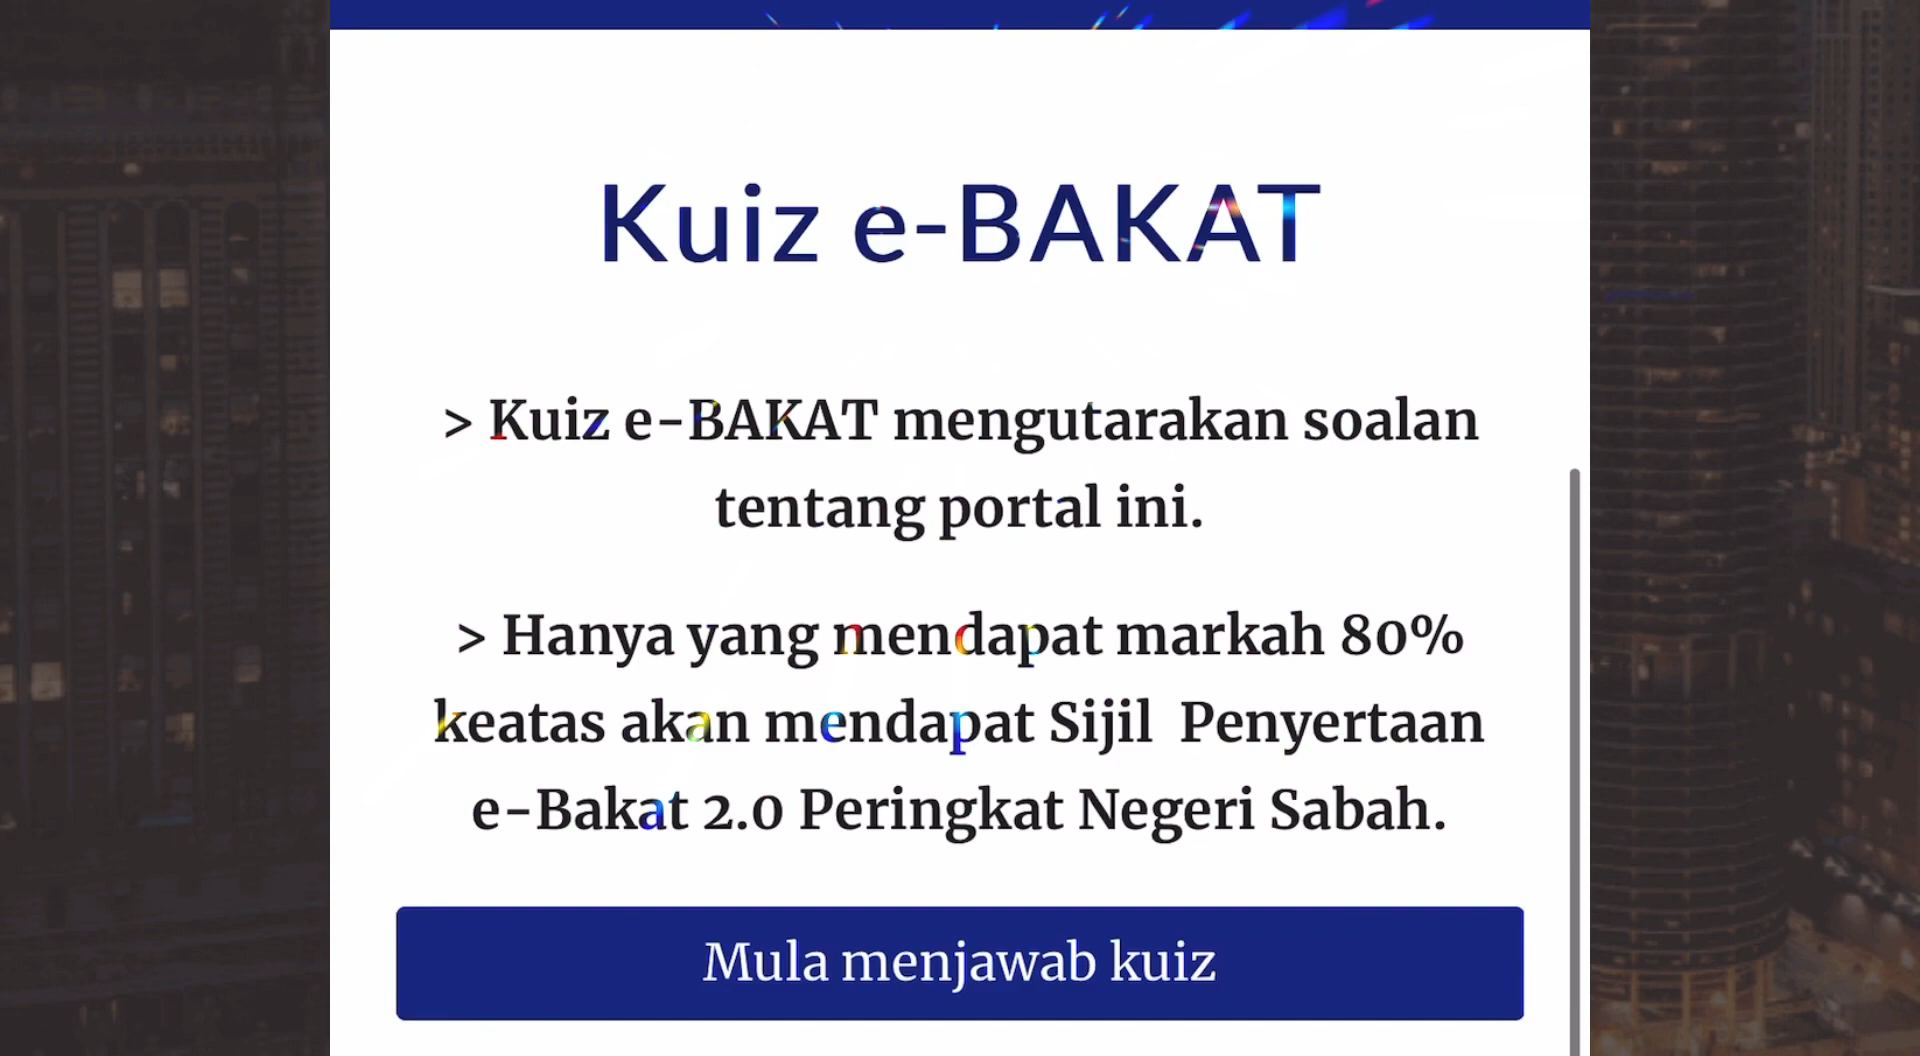 Kuiz e-BAKAT
> Kuiz e-BAKAT mengutarakan soalan
tentang portal ini.
> Hanya yang mendapat markah 80%
keatas akan mendapat Sijil  Penyertaan
e-Bakat 2.0 Peringkat Negeri Sabah.
Mula menjawab kuiz